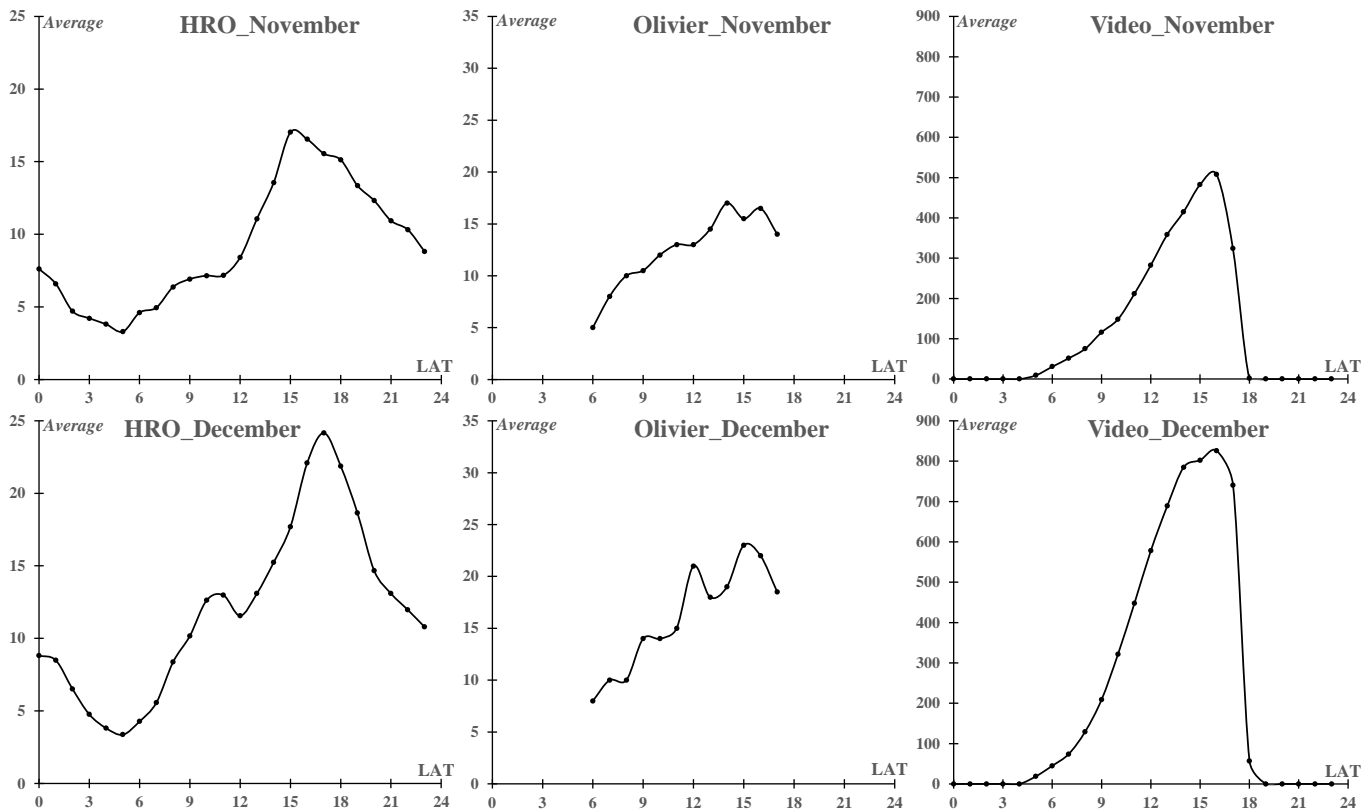 Average HRO_November
25
20
15
10
5
0
LAT
0 3 6 9 12 15 18 21 24
Average Olivier_November
35
30
25
20
15
10
5
0
LAT
0 3 6 9 12 15 18 21 24
Average Video_November
900
800
700
600
500
400
300
200
100
0
LAT
0 3 6 9 12 15 18 21 24
Average HRO_December
25
20
15
10
5
0
LAT
0 3 6 9 12 15 18 21 24
Average Olivier_December
35
30
25
20
15
10
5
0
LAT
0 3 6 9 12 15 18 21 24
Average Video_December
900
800
700
600
500
400
300
200
100
0
LAT
0 3 6 9 12 15 18 21 24